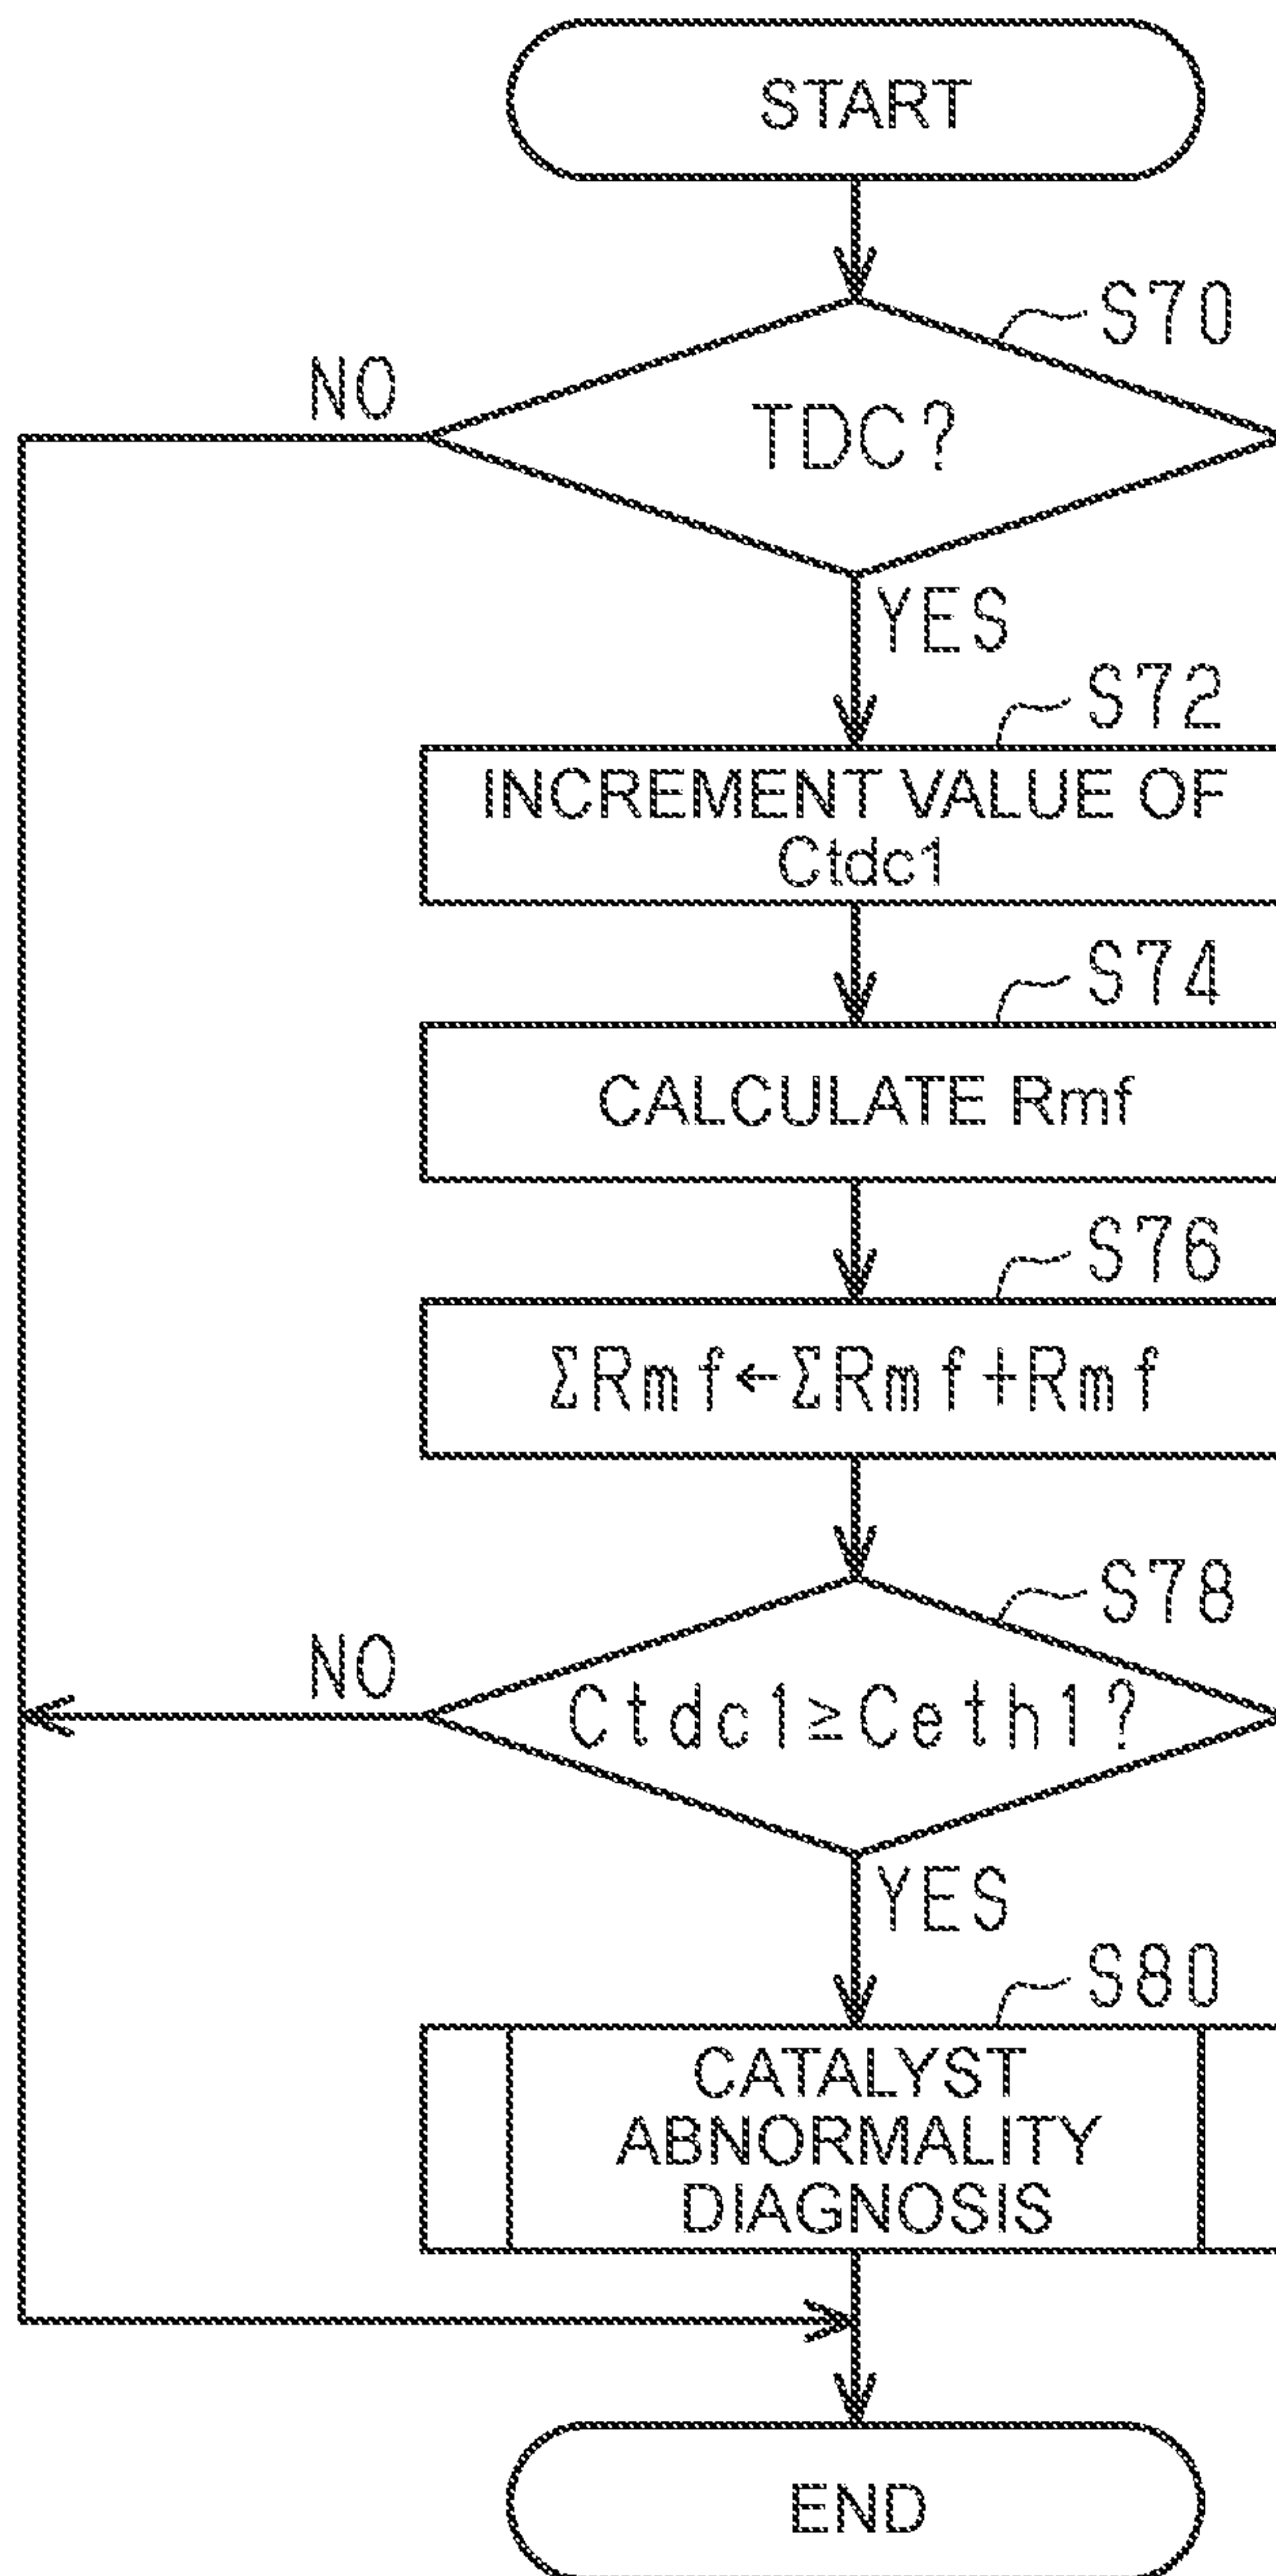 START
S70
NO
TDC?
YES
S72
INCREMENT VALUE OF
Ctdc1
S74
CALCULATE Rmf
S76
ΣRmf←ΣRmf+Rmf
S78
NO
Ctdc1≥Ceth1?
YES
S80
CATALYST
ABNORMALITY
DIAGNOSIS
END